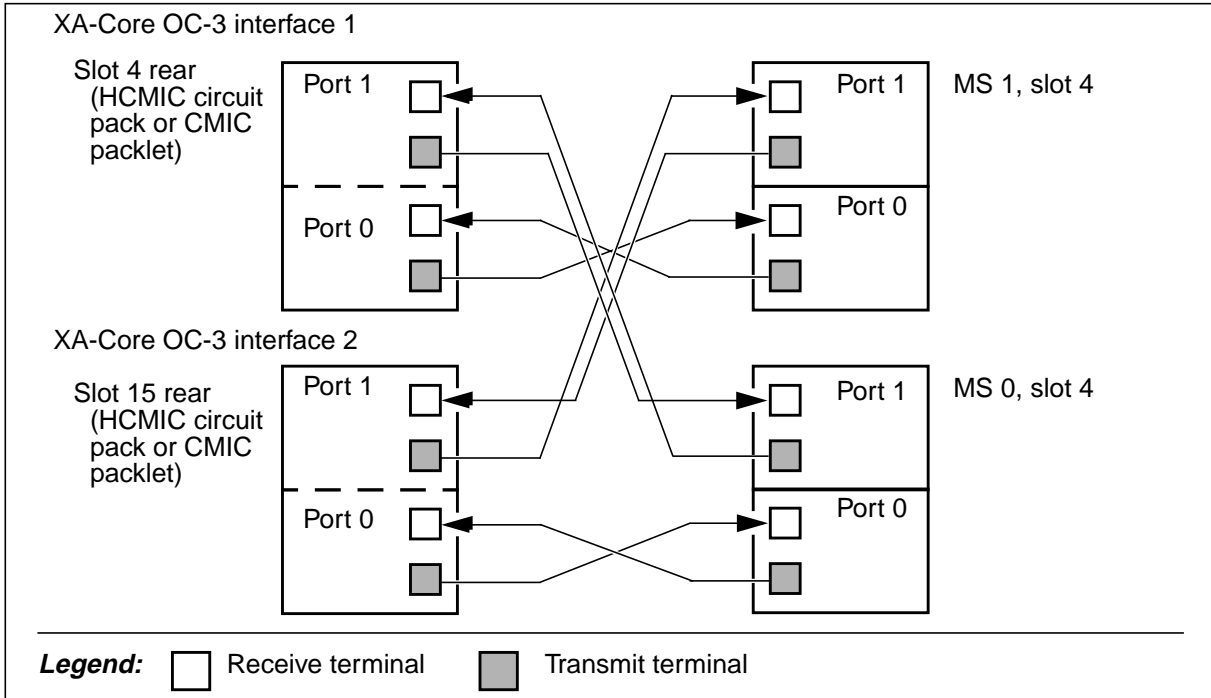 XA-Core OC-3 interface 1
Slot 4 rear
(HCMIC circuit
pack or CMIC
packlet)
Port 1
Port 0
Port 1
MS 1, slot 4
Port 0
XA-Core OC-3 interface 2
Slot 15 rear
(HCMIC circuit
pack or CMIC
packlet)
Port 1
Port 0
Port 1
MS 0, slot 4
Port 0
Legend:
Receive terminal
Transmit terminal